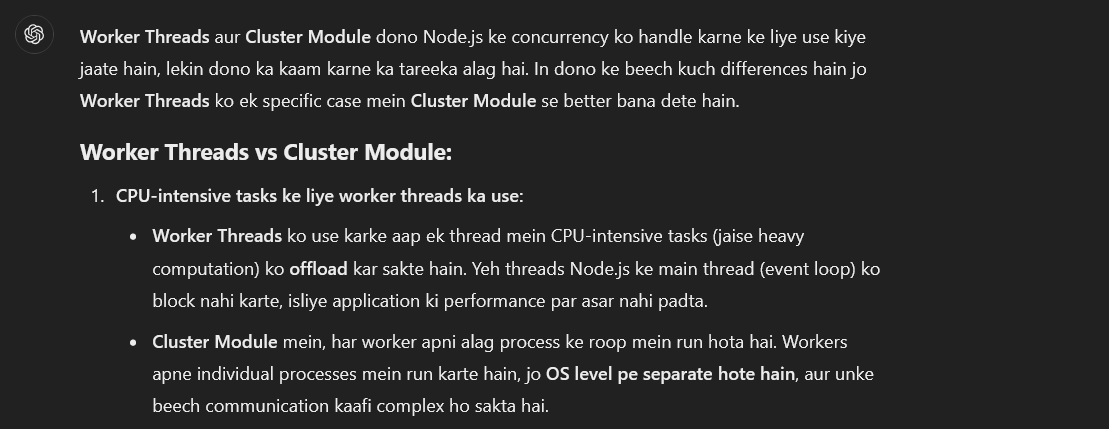 Worker Threads aur Cluster Module dono Node.js ke concurrency ko handle karne ke liye use kiye
jaate hain, lekin dono ka kaam karne ka tareeka alag hai. In dono ke beech kuch differences hain jo
Worker Threads ko ek specific case mein Cluster Module se better bana dete hain.
Worker Threads vs Cluster Module:
1. CPU-intensive tasks ke liye worker threads ka use:
• Worker Threads ko use karke aap ek thread mein CPU-intensive tasks (jaise heavy
computation) ko offload kar sakte hain. Yeh threads Node.js ke main thread (event loop) ko
block nahi karte, isliye application ki performance par asar nahi padta.
• Cluster Module mein, har worker apni alag process ke roop mein run hota hai. Workers
apne individual processes mein run karte hain, jo OS level pe separate hote hain, aur unke
beech communication kaafi complex ho sakta hai.